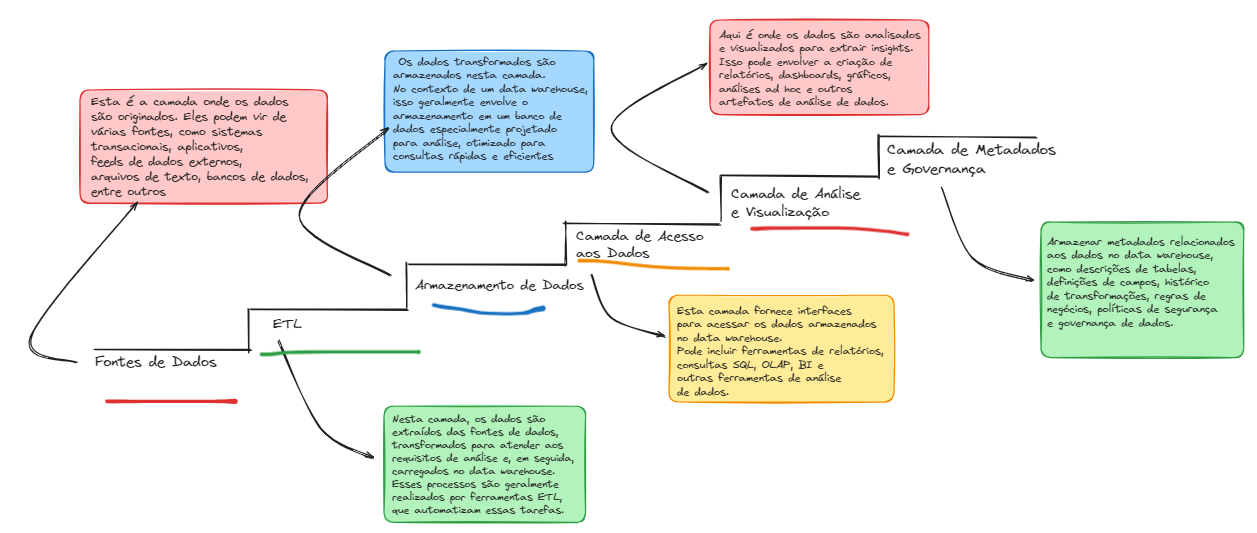 Esta é a camada onde os dados
são originados. Eles podem vir de
várias fontes, como sistemas
transacionais, aplicativos,
feeds de dados externos,
arquivos de texto, bancos de dados,
entre outros
Os dados transformados são
armazenados nesta camada.
No contexto de um data warehouse,
isso geralmente envolve o
armazenamento em um banco de
dados especialmente projetado
para análise, otimizado para
consultas rápidas e eficientes
Aqui é onde os dados são analisados
e visualizados para extrair insights.
Isso pode envolver a criação de
relatórios, dashboards, gráficos,
análises ad hoc e outros
artefatos de análise de dados.
Fontes de Dados
ETL
Armazenamento de Dados
Camada de Acesso
aos Dados
Camada de Análise
e Visualização
Camada de Metadados
e Governança
Nesta camada, os dados são
extraídos das fontes de dados,
transformados para atender aos
requisitos de análise e, em seguida,
carregados no data warehouse.
Esses processos são geralmente
realizados por ferramentas ETL,
que automatizam essas tarefas.
Esta camada fornece interfaces
para acessar os dados armazenados
no data warehouse.
Pode incluir ferramentas de relatórios,
consultas SQL, OLAP, BI e
outras ferramentas de análise
de dados.
Armazenar metadados relacionados
aos dados no data warehouse,
como descrições de tabelas,
definições de campos, histórico
de transformações, regras de
negócios, políticas de segurança
e governança de dados.